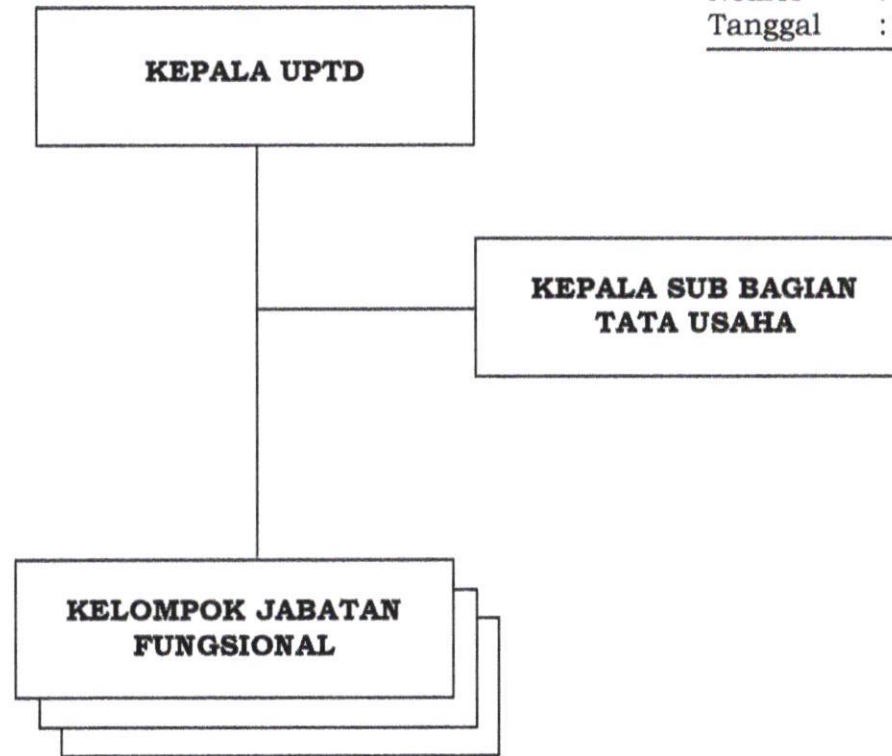 Tanggal :
KEPALA UPTD
KEPALA SUB BAGIAN
TATA USAHA
KELOMPOK JABATAN
FUNGSIONAL